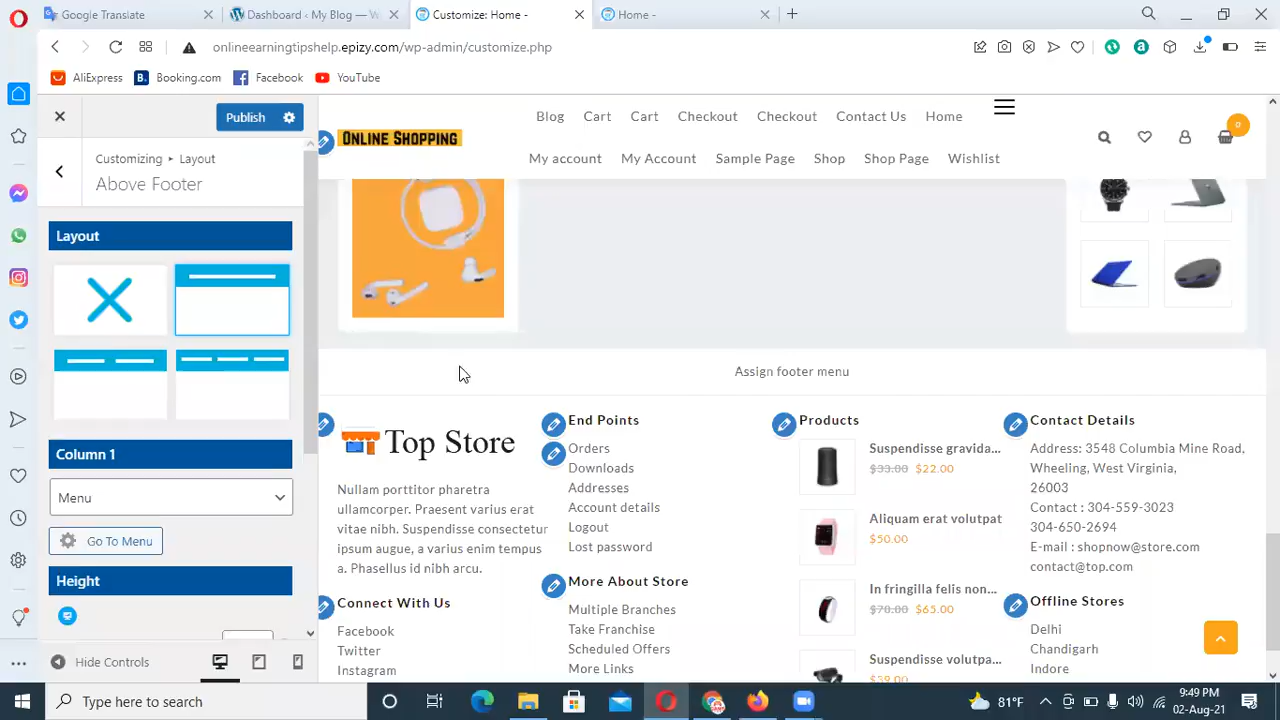 Google Translate
Dashboard ‹ My Blog — W
Customize: Home -
Home -
onlineearningtipshelp.epizy.com/wp-admin/customize.php
AliExpress
B. Booking.com
Facebook
YouTube
Publish
Customizing ▸ Layout
Above Footer
Layout
Column 1
Menu
Go To Menu
Height
Hide Controls
ONLINE SHOPPING
Blog Cart Cart Checkout Checkout Contact Us Home
My account My Account Sample Page Shop Shop Page Wishlist
0
Assign footer menu
Top Store
Nullam porttitor pharetra
ullamcorper. Praesent varius erat
vitae nibh. Suspendisse consectetur
ipsum augue, a varius enim tempus
a. Phasellus id nibh arcu.
Connect With Us
Facebook
Twitter
Instagram
End Points
Orders
Downloads
Addresses
Account details
Logout
Lost password
More About Store
Multiple Branches
Take Franchise
Scheduled Offers
More Links
Products
Suspendisse gravida...
$33.00 $22.00
Aliquam erat volutpat
$50.00
In fringilla felis non...
$70.00 $65.00
Suspendisse volutpa...
$59.00
Contact Details
Address: 3548 Columbia Mine Road,
Wheeling, West Virginia,
26003
Contact : 304-559-3023
304-650-2694
E-mail : shopnow@store.com
contact@top.com
Offline Stores
Delhi
Chandigarh
Indore
Type here to search
81°F
9:49 PM
02-Aug-21